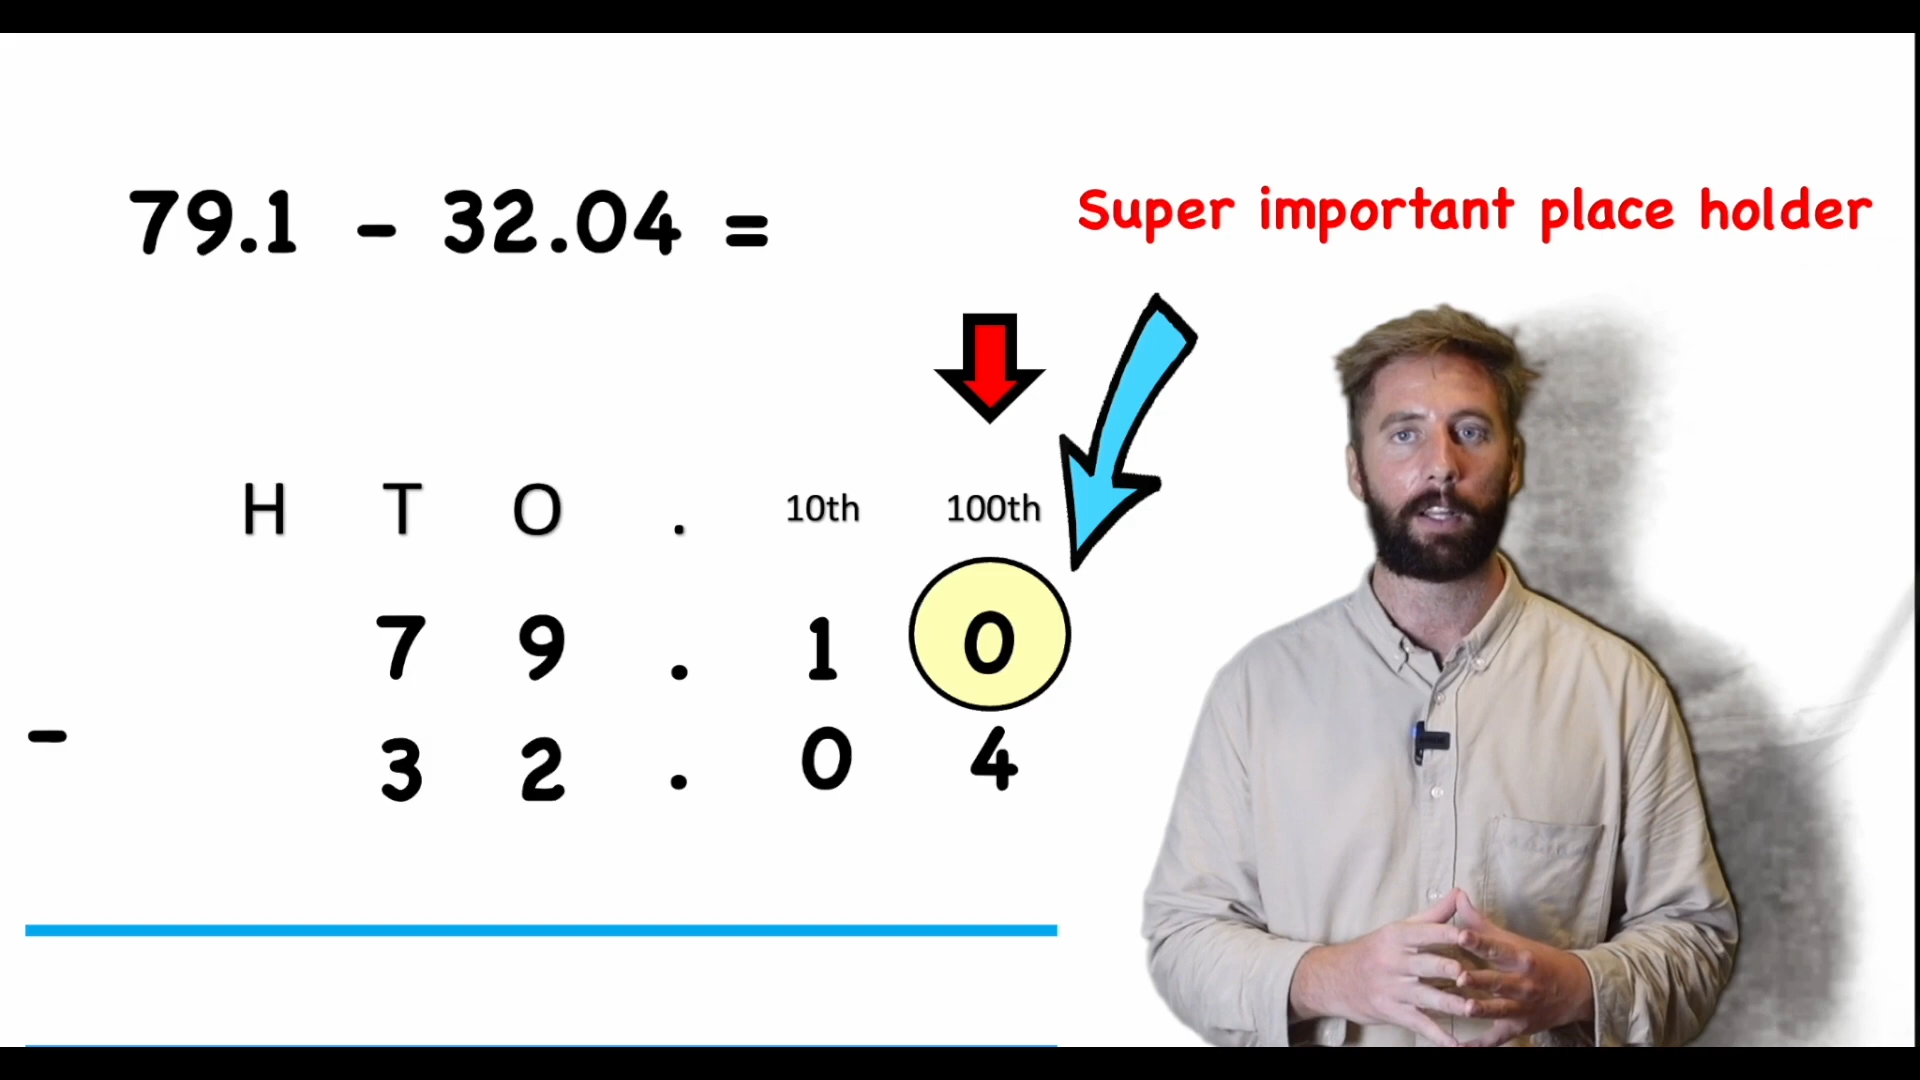 79.1 - 32.04 =
Super important place holder
H T O . 10th 100th
7 9 . 1 0
- 3 2 . 0 4